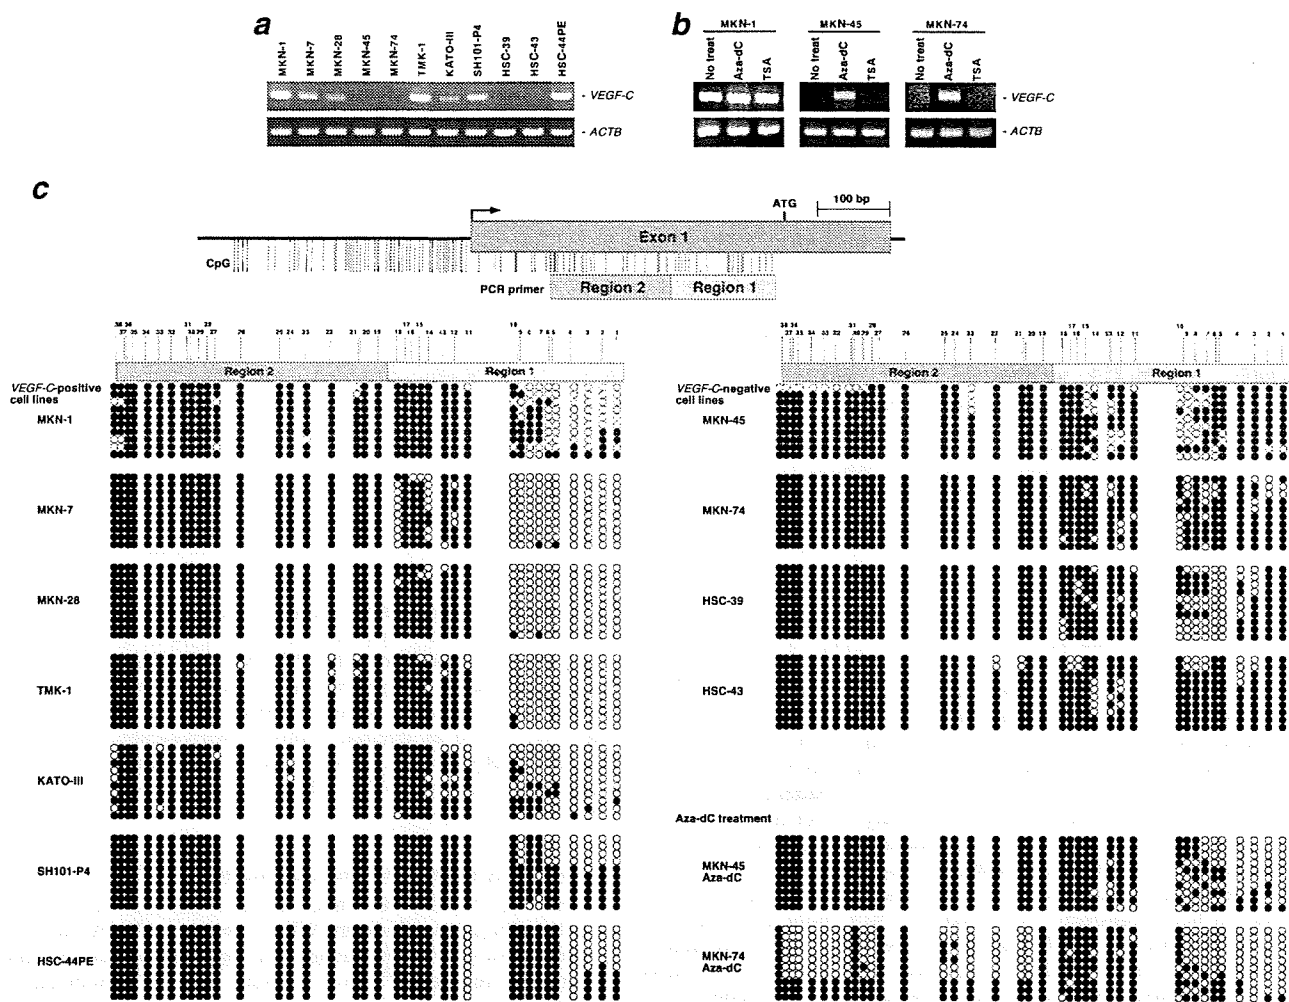 a
MKN-1
MKN-7
MKN-28
MKN-45
MKN-74
TMK-1
KATO-III
SH101-P4
HSC-39
HSC-43
HSC-44PE
- VEGF-C
- ACTB
b
MKN-1
MKN-45
MKN-74
No treat
Aza-dC
TSA
No treat
Aza-dC
TSA
No treat
Aza-dC
TSA
- VEGF-C
- ACTB
c
ATG
100 bp
Exon 1
CpG
PCR primer
Region 2
Region 1
Region 2
Region 1
VEGF-C-positive
cell lines
MKN-1
MKN-7
MKN-28
TMK-1
KATO-III
SH101-P4
HSC-44PE
Region 2
Region 1
VEGF-C-negative
cell lines
MKN-45
MKN-74
HSC-39
HSC-43
Aza-dC treatment
MKN-45
Aza-dC
MKN-74
Aza-dC